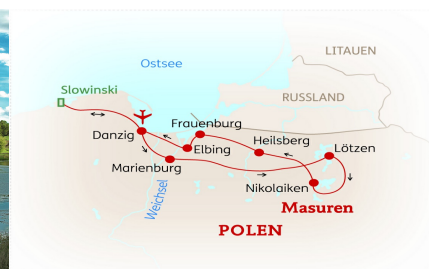 LITAUEN
Ostsee
Slowinski
RUSSLAND
Frauenburg
Danzig
Heilsberg
Lötzen
Elbing
Marienburg
Nikolaiken
Weichsel
Masuren
POLEN